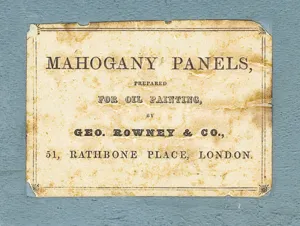 MAHOGANY PANELS,
PREPARED
FOR OIL PAINTING,
BY
GEO. ROWNEY & CO.,
51, RATHBONE PLACE, LONDON.